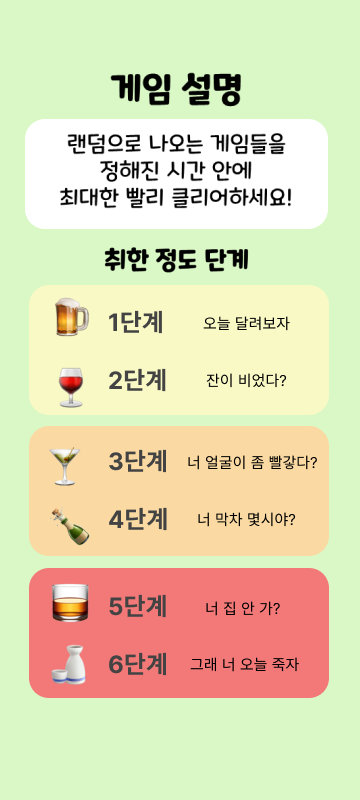 게임 설명
랜덤으로 나오는 게임들을
정해진 시간 안에
최대한 빨리 클리어하세요!
취한 정도 단계
1단계 오늘 달려보자
2단계 잔이 비었다?
3단계 너 얼굴이 좀 빨갛다?
4단계 너 막차 몇시야?
5단계 너 집 안 가?
6단계 그래 너 오늘 죽자